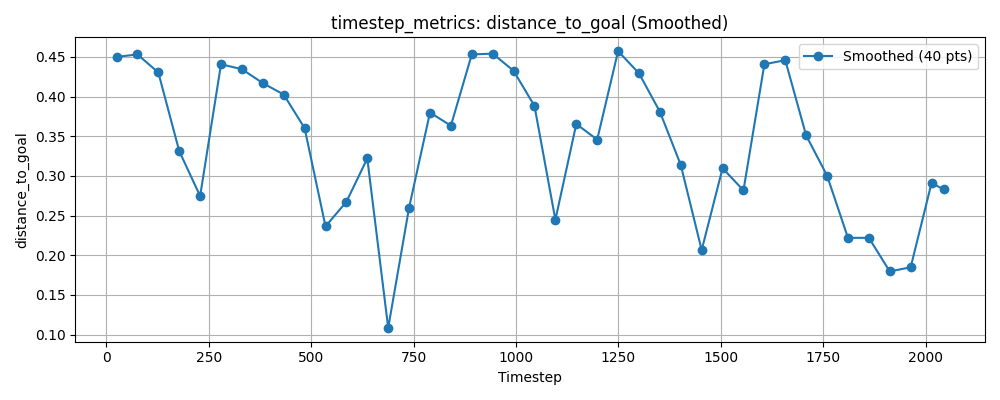 timestep_metrics: distance_to_goal (Smoothed)
Smoothed (40 pts)
distance_to_goal
0.45
0.40
0.35
0.30
0.25
0.20
0.15
0.10
0 250 500 750 1000 1250 1500 1750 2000
Timestep